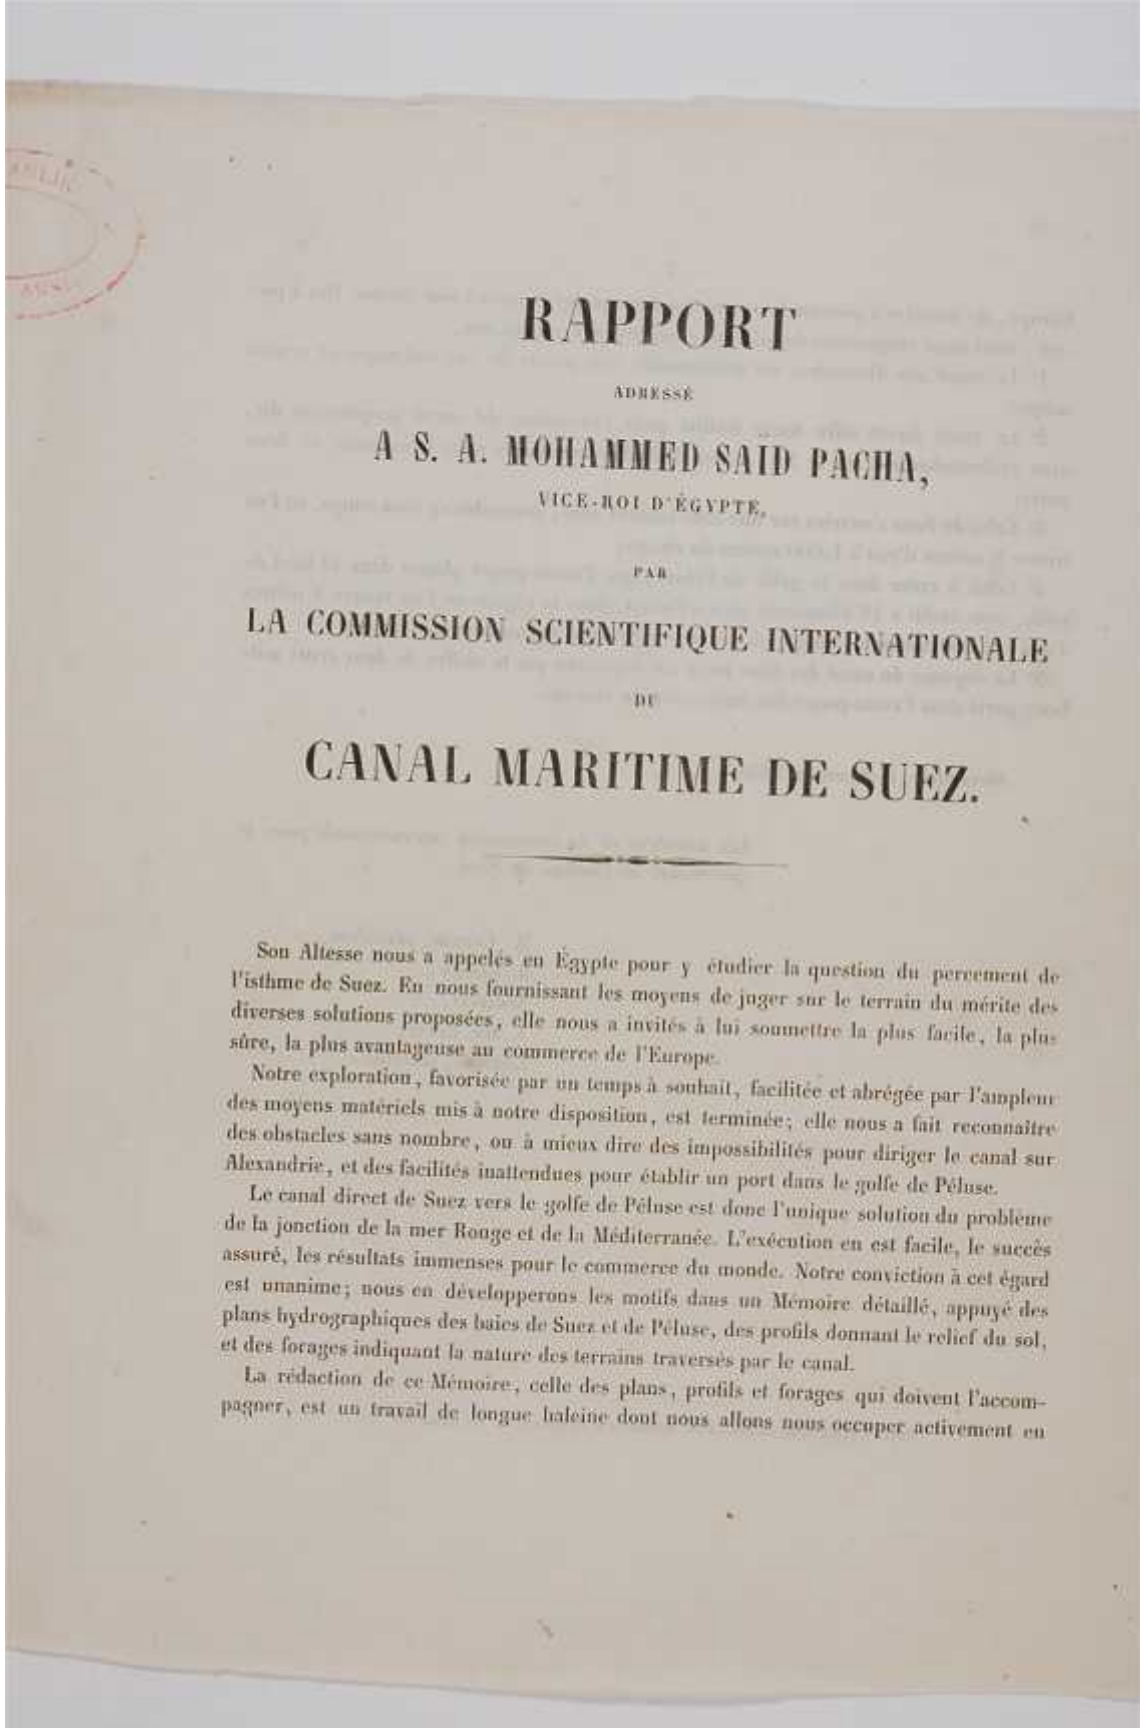 RAPPORT
ADRESSÉ
A S. A. MOHAMMED SAID PACHA,
VICE-ROI D'ÉGYPTE,
PAR
LA COMMISSION SCIENTIFIQUE INTERNATIONALE
DU
CANAL MARITIME DE SUEZ.
Son Altesse nous a appelés en Égypte pour y étudier la question du percement de
l'isthme de Suez. En nous fournissant les moyens de juger sur le terrain du mérite des
diverses solutions proposées, elle nous a invités à lui soumettre la plus facile, la plus
sûre, la plus avantageuse au commerce de l'Europe.
Notre exploration, favorisée par un temps à souhait, facilitée et abrégée par l'ampleur
des moyens matériels mis à notre disposition, est terminée; elle nous a fait reconnaître
des obstacles sans nombre, ou à mieux dire des impossibilités pour diriger le canal sur
Alexandrie, et des facilités inattendues pour établir un port dans le golfe de Péluse.
Le canal direct de Suez vers le golfe de Péluse est donc l'unique solution du problème
de la jonction de la mer Rouge et de la Méditerranée. L'exécution en est facile, le succès
assuré, les résultats immenses pour le commerce du monde. Notre conviction à cet égard
est unanime; nous en développerons les motifs dans un Mémoire détaillé, appuyé des
plans hydrographiques des baies de Suez et de Péluse, des profils donnant le relief du sol,
et des forages indiquant la nature des terrains traversés par le canal.
La rédaction de ce Mémoire, celle des plans, profils et forages qui doivent l'accom-
pagner, est un travail de longue haleine dont nous allons nous occuper activement en